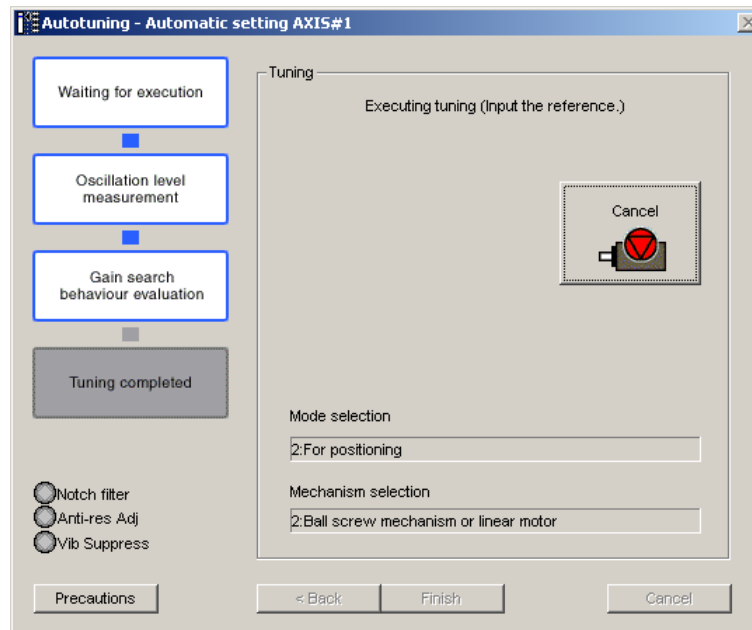 Autotuning - Automatic setting AXIS#1
Waiting for execution
Oscillation level
measurement
Gain search
behaviour evaluation
Tuning completed
Notch filter
Anti-res Adj
Vib Suppress
Precautions
Tuning
Executing tuning (Input the reference.)
Cancel
Mode selection
2:For positioning
Mechanism selection
2:Ball screw mechanism or linear motor
< Back
Finish
Cancel